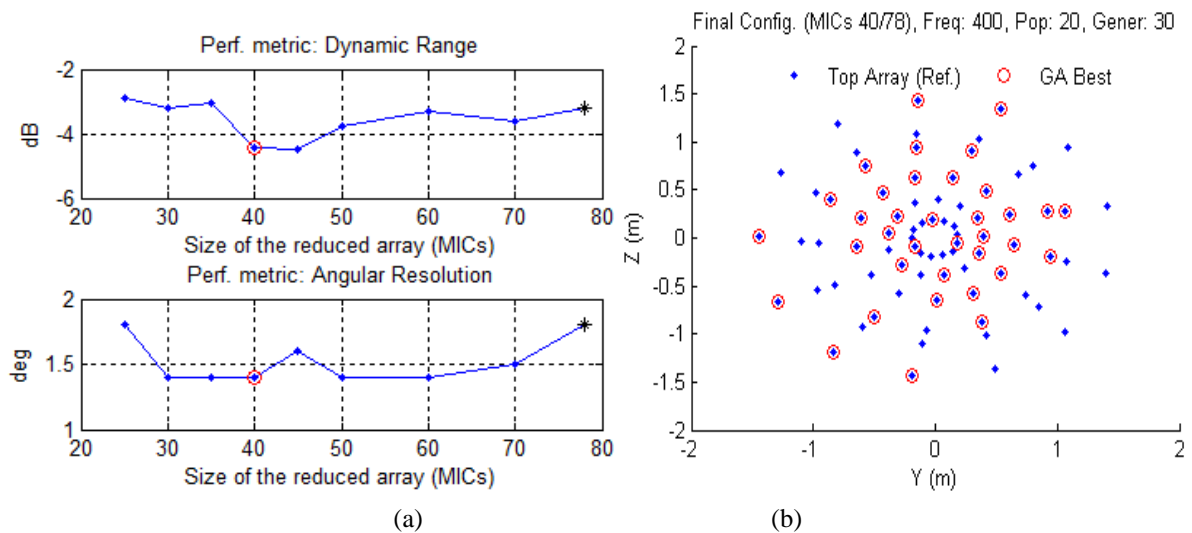 Perf. metric: Dynamic Range
-2
-4
-6
dB
20 30 40 50 60 70 80
Size of the reduced array (MICs)
Perf. metric: Angular Resolution
2
1.5
1
deg
20 30 40 50 60 70 80
Size of the reduced array (MICs)
(a)
Final Config. (MICs 40/78), Freq: 400, Pop: 20, Gener: 30
Top Array (Ref.) GA Best
2
1.5
1
0.5
0
-0.5
-1
-1.5
-2
Z (m)
-2 -1 0 1 2
Y (m)
(b)